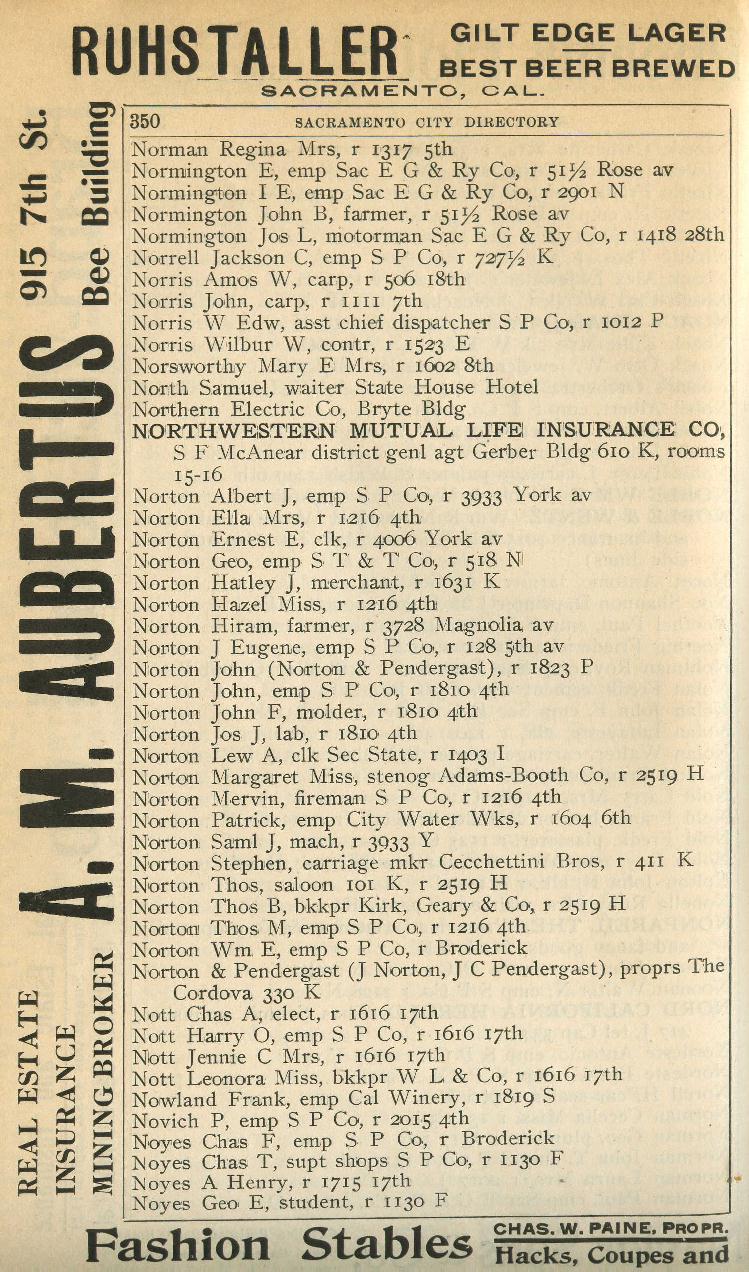 RUHSTALLER
GILT EDGE LAGER
BEST BEER BREWED
SACRAMENTO, CAL.
A. M. AUBERTUS 915 7th St.
Bee Building
REAL ESTATE
INSURANCE
MINING BROKER
350 SACRAMENTO CITY DIRECTORY
Norman Regina Mrs, r 1317 5th
Normington E, emp Sac E G & Ry Co, r 51½ Rose av
Normington I E, emp Sac E G & Ry Co, r 2901 N
Normington John B, farmer, r 51½ Rose av
Normington Jos L, motorman Sac E G & Ry Co, r 1418 28th
Norrell Jackson C, emp S P Co, r 727½ K
Norris Amos W, carp, r 506 18th
Norris John, carp, r 1111 7th
Norris W Edw, asst chief dispatcher S P Co, r 1012 P
Norris Wilbur W, contr, r 1523 E
Norsworthy Mary E Mrs, r 1602 8th
North Samuel, waiter State House Hotel
Northern Electric Co, Bryte Bldg
NORTHWESTERN MUTUAL LIFE INSURANCE CO,
S F McAnear district genl agt Gerber Bldg 610 K, rooms
15-16
Norton Albert J, emp S P Co, r 3933 York av
Norton Ella Mrs, r 1216 4th
Norton Ernest E, clk, r 4006 York av
Norton Geo, emp S T & T Co, r 518 N
Norton Hatley J, merchant, r 1631 K
Norton Hazel Miss, r 1216 4th
Norton Hiram, farmer, r 3728 Magnolia av
Norton J Eugene, emp S P Co, r 128 5th av
Norton John (Norton & Pendergast), r 1823 P
Norton John, emp S P Co, r 1810 4th
Norton John F, molder, r 1810 4th
Norton Jos J, lab, r 1810 4th
Norton Lew A, clk Sec State, r 1403 I
Norton Margaret Miss, stenog Adams-Booth Co, r 2519 H
Norton Mervin, fireman S P Co, r 1216 4th
Norton Patrick, emp City Water Wks, r 1604 6th
Norton Saml J, mach, r 3933 Y
Norton Stephen, carriage mkr Cecchettini Bros, r 411 K
Norton Thos, saloon 101 K, r 2519 H
Norton Thos B, bkkpr Kirk, Geary & Co, r 2519 H
Norton Thos M, emp S P Co, r 1216 4th
Norton Wm E, emp S P Co, r Broderick
Norton & Pendergast (J Norton, J C Pendergast), proprs The
Cordova 330 K
Nott Chas A, elect, r 1616 17th
Nott Harry O, emp S P Co, r 1616 17th
Nott Jennie C Mrs, r 1616 17th
Nott Leonora Miss, bkkpr W L & Co, r 1616 17th
Nowland Frank, emp Cal Winery, r 1819 S
Novich P, emp S P Co, r 2015 4th
Noyes Chas F, emp S P Co, r Broderick
Noyes Chas T, supt shops S P Co, r 1130 F
Noyes A Henry, r 1715 17th
Noyes Geo E, student, r 1130 F
Fashion Stables
CHAS. W. PAINE, PROPR.
Hacks, Coupes and